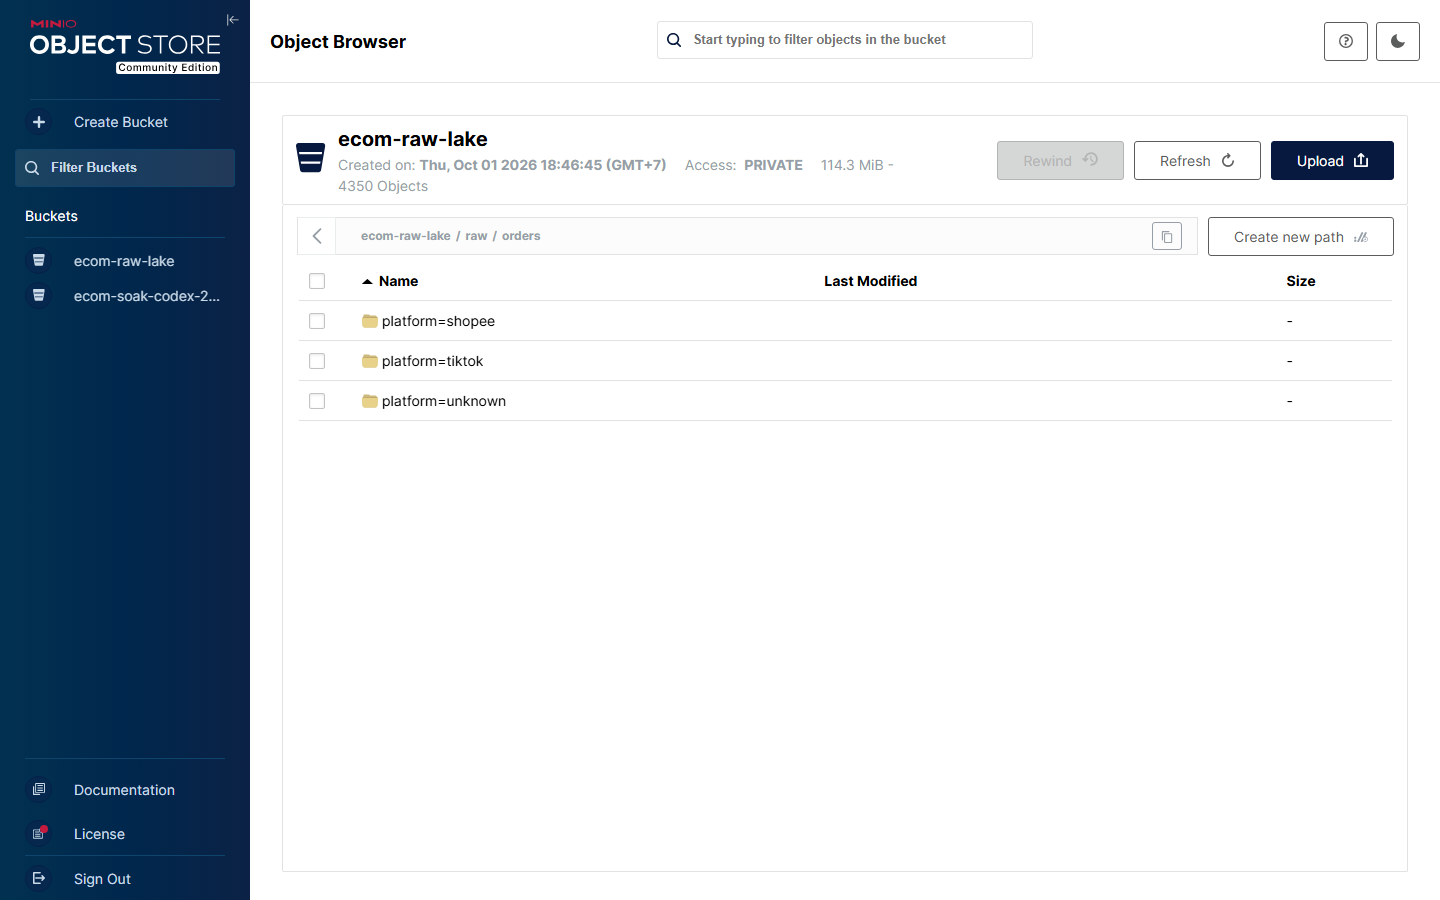 MINIO
OBJECT STORE
Community Edition
Create Bucket
Filter Buckets
Buckets
ecom-raw-lake
ecom-soak-codex-2...
Documentation
License
Sign Out
Object Browser
Start typing to filter objects in the bucket
ecom-raw-lake
Created on: Thu, Oct 01 2026 18:46:45 (GMT+7) Access: PRIVATE 114.3 MiB -
4350 Objects
Rewind
Refresh
Upload
ecom-raw-lake / raw / orders
Create new path
Name Last Modified Size
platform=shopee -
platform=tiktok -
platform=unknown -